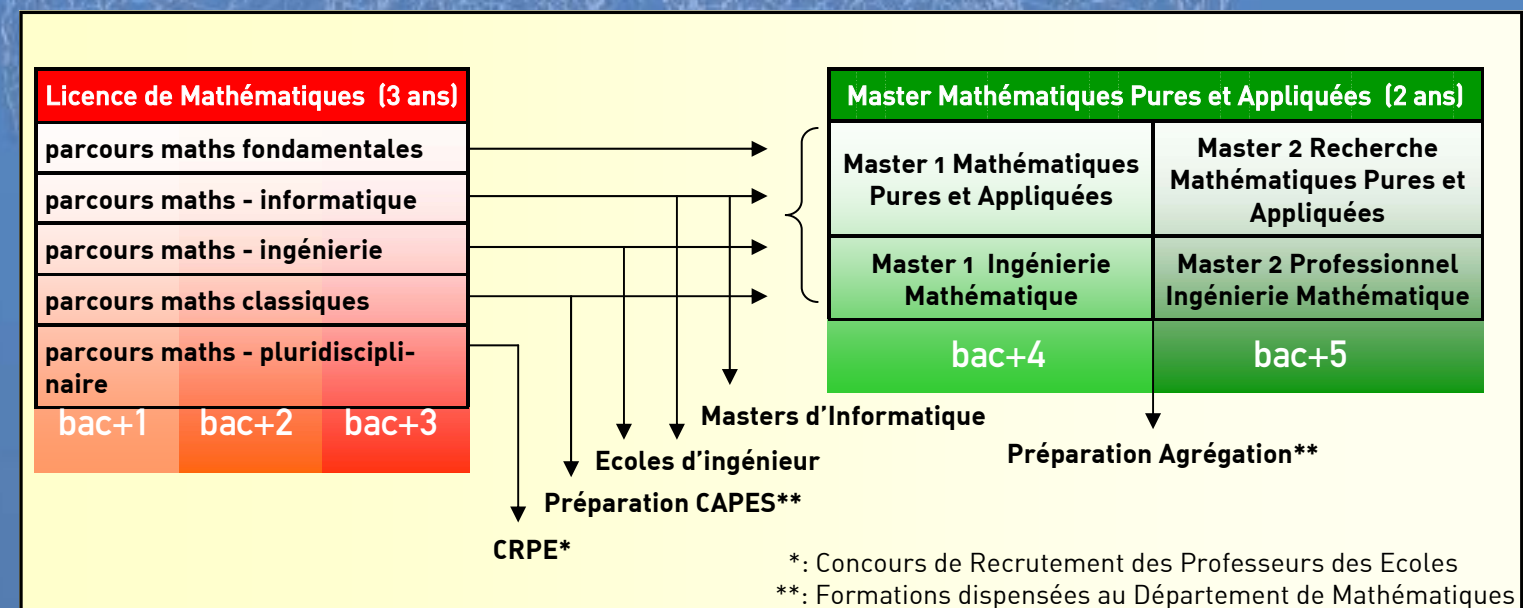 Licence de Mathématiques (3 ans)
parcours maths fondamentales
parcours maths - informatique
parcours maths - ingénierie
parcours maths classiques
parcours maths - pluridiscipli-
naire
bac+1 bac+2 bac+3
Master Mathématiques Pures et Appliquées (2 ans)
Master 1 Mathématiques
Pures et Appliquées
Master 2 Recherche
Mathématiques Pures et
Appliquées
Master 1 Ingénierie
Mathématique
Master 2 Professionnel
Ingénierie Mathématique
bac+4 bac+5
Masters d'Informatique
Ecoles d'ingénieur
Préparation CAPES**
CRPE*
Préparation Agrégation**
*: Concours de Recrutement des Professeurs des Ecoles
**: Formations dispensées au Département de Mathématiques